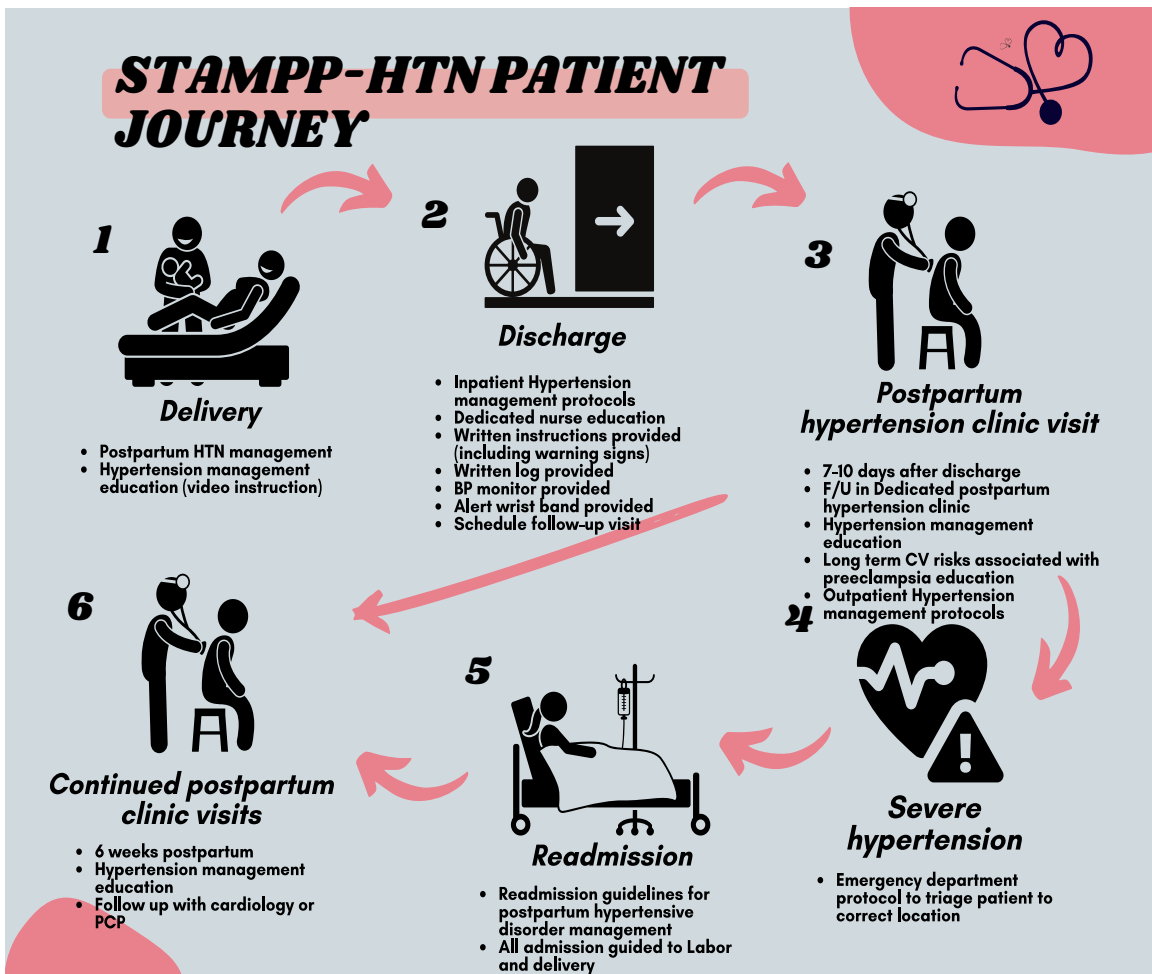 STAMPP-HTN PATIENT
JOURNEY
1
Delivery
• Postpartum HTN management
• Hypertension management
education (video instruction)
2
Discharge
• Inpatient Hypertension
management protocols
• Dedicated nurse education
• Written instructions provided
(including warning signs)
• Written log provided
• BP monitor provided
• Alert wrist band provided
• Schedule follow-up visit
3
Postpartum
hypertension clinic visit
• 7-10 days after discharge
• F/U in Dedicated postpartum
hypertension clinic
• Hypertension management
education
• Long term CV risks associated with
preeclampsia education
• Outpatient Hypertension
management protocols
4
Severe
hypertension
• Emergency department
protocol to triage patient to
correct location
5
Readmission
• Readmission guidelines for
postpartum hypertensive
disorder management
• All admission guided to Labor
and delivery
6
Continued postpartum
clinic visits
• 6 weeks postpartum
• Hypertension management
education
• Follow up with cardiology or
PCP